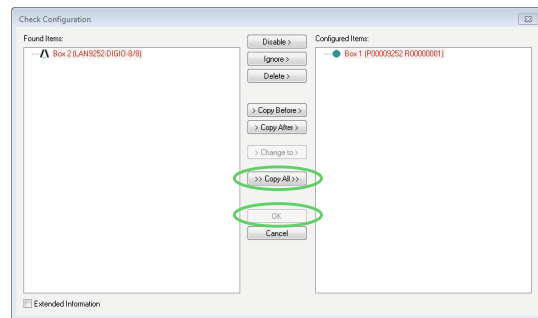 Check Configuration
Found Items:
Box 2 (LAN9252-DIGIO-8/8)
Extended Information
Disable >
Ignore >
Delete >
> Copy Before >
> Copy After >
> Change to >
>> Copy All >>
OK
Cancel
Configured Items:
Box 1 (P00009252 R00000001)